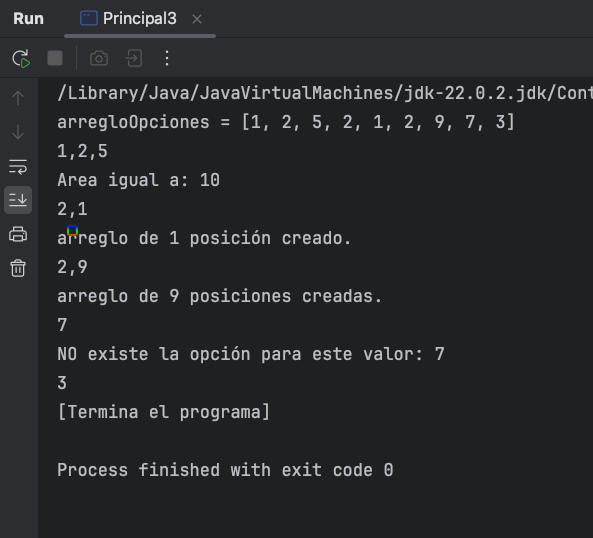 Run Principal3
/Library/Java/JavaVirtualMachines/jdk-22.0.2.jdk/Cont
arregloOpciones = [1, 2, 5, 2, 1, 2, 9, 7, 3]
1,2,5
Area igual a: 10
2,1
arreglo de 1 posición creado.
2,9
arreglo de 9 posiciones creadas.
7
NO existe la opción para este valor: 7
3
[Termina el programa]
Process finished with exit code 0